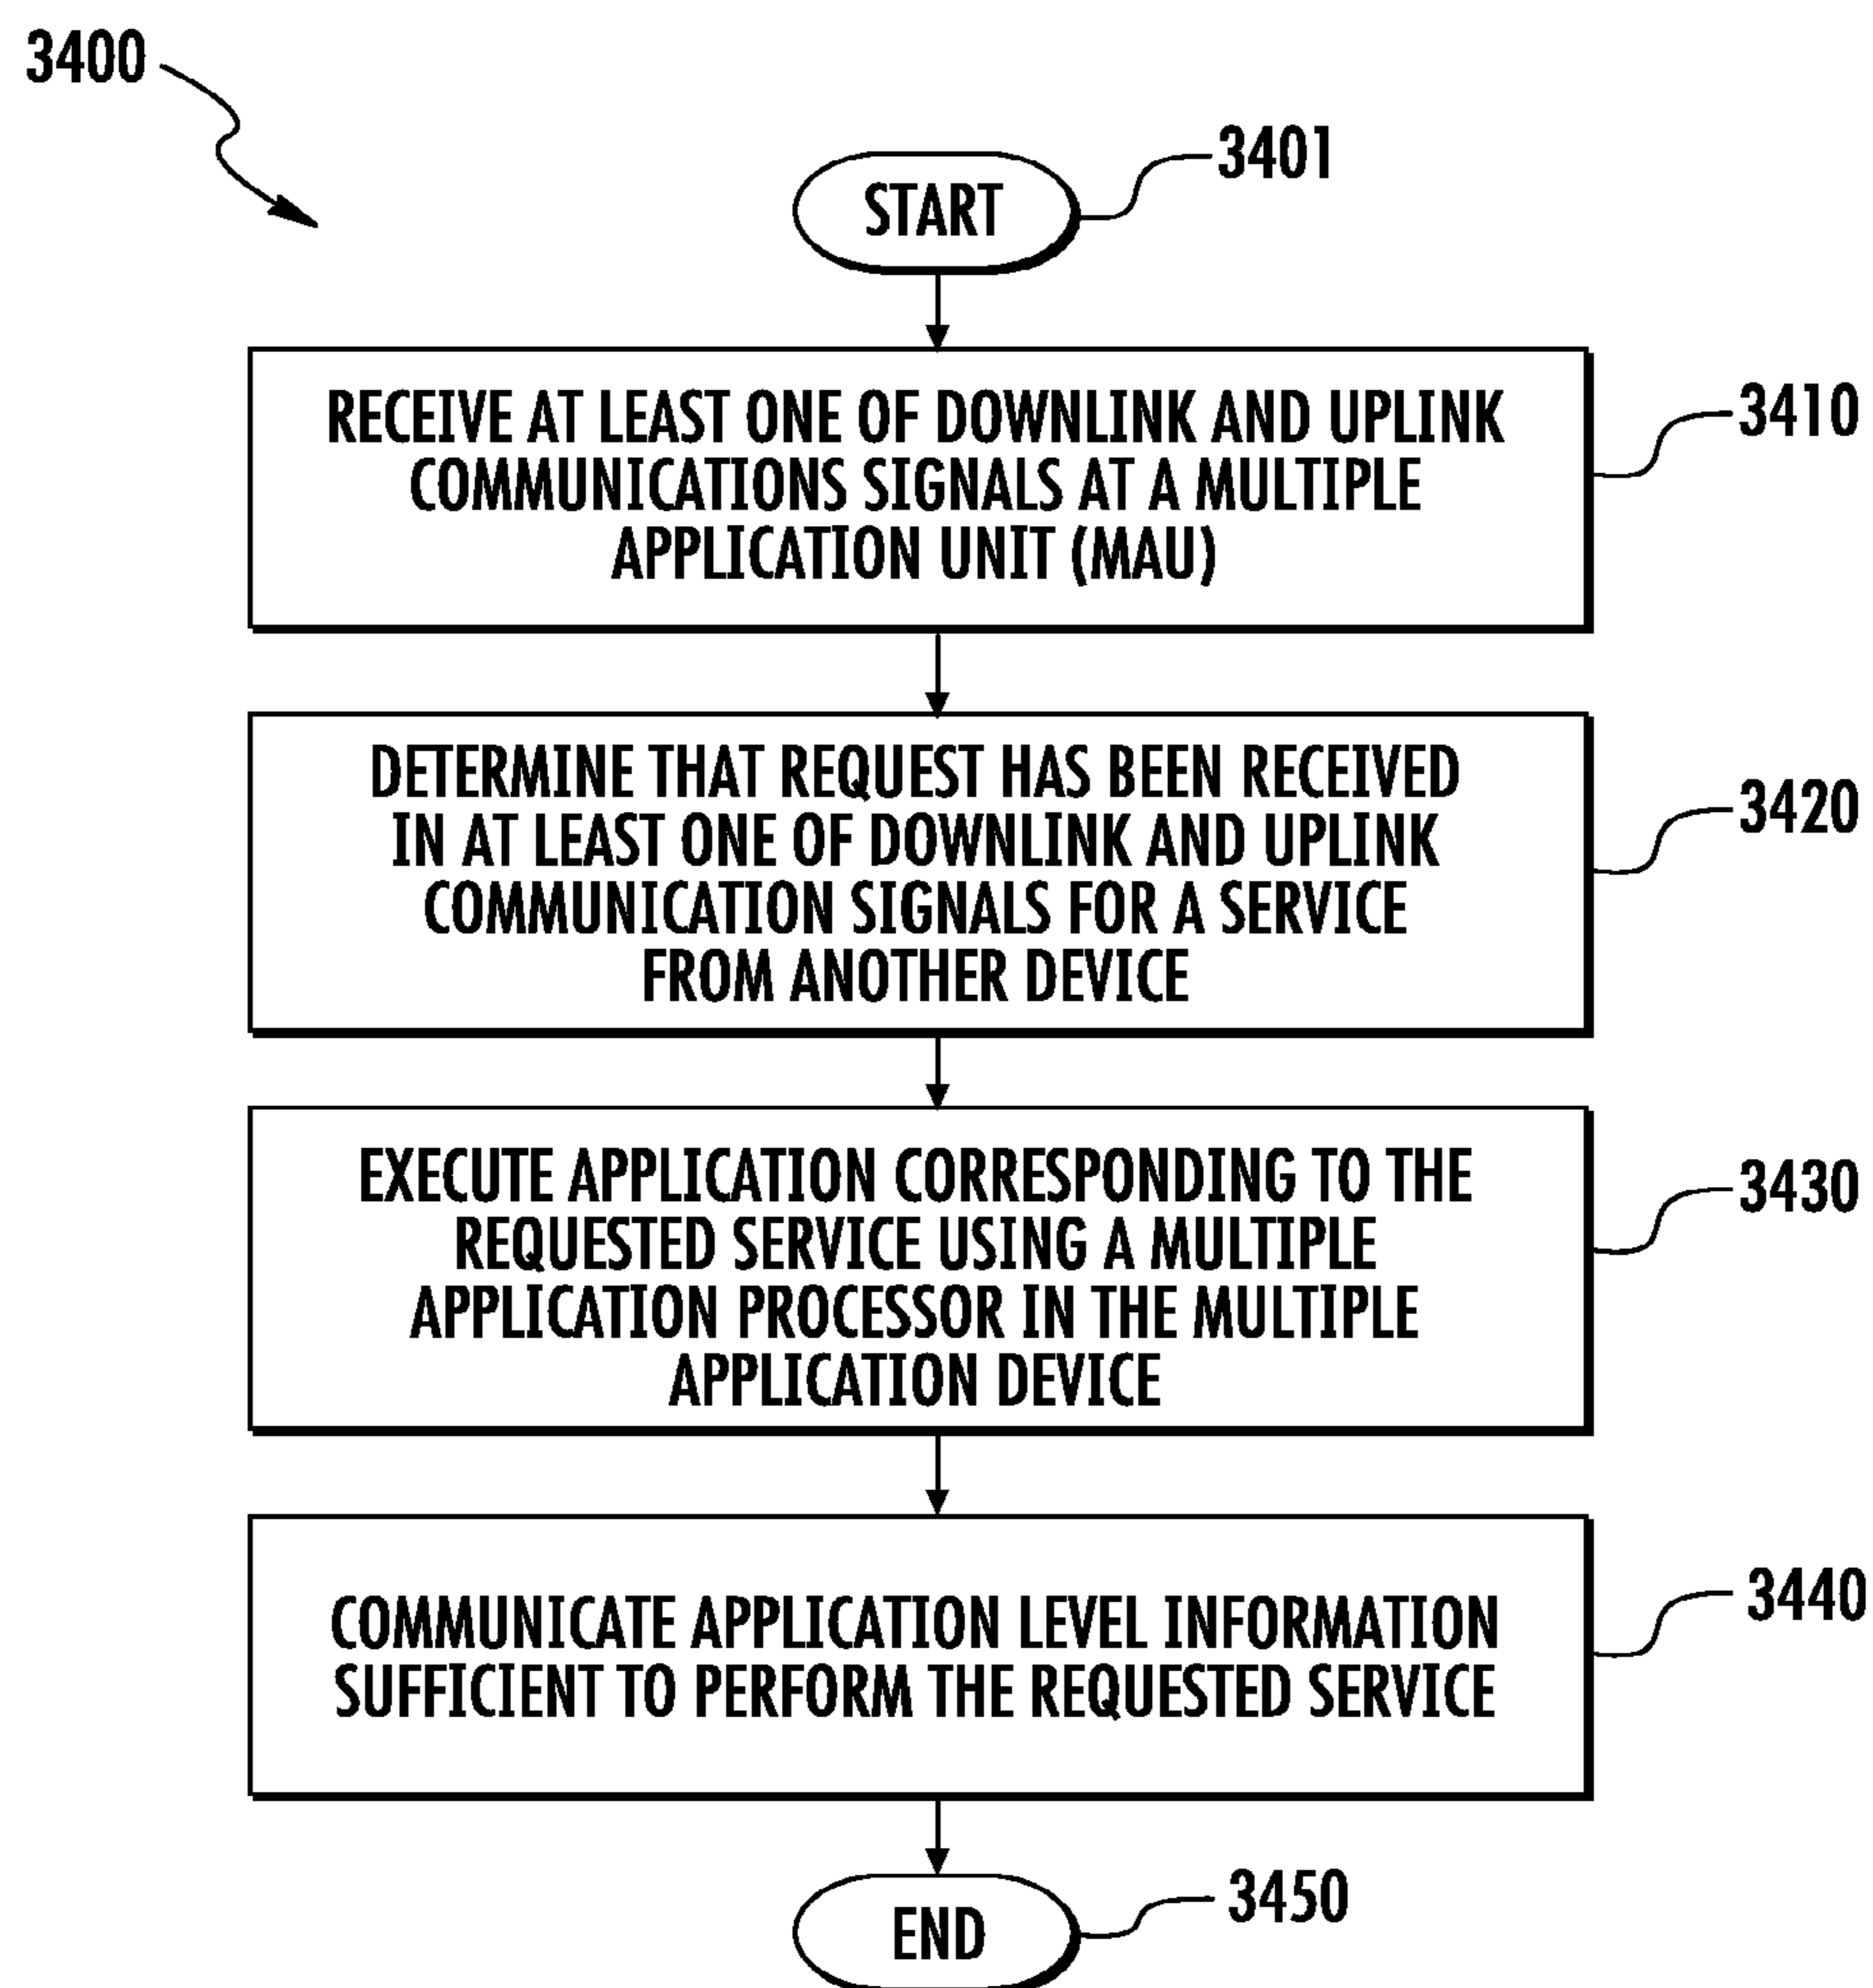 3400
START
3401
RECEIVE AT LEAST ONE OF DOWNLINK AND UPLINK
COMMUNICATIONS SIGNALS AT A MULTIPLE
APPLICATION UNIT (MAU)
3410
DETERMINE THAT REQUEST HAS BEEN RECEIVED
IN AT LEAST ONE OF DOWNLINK AND UPLINK
COMMUNICATION SIGNALS FOR A SERVICE
FROM ANOTHER DEVICE
3420
EXECUTE APPLICATION CORRESPONDING TO THE
REQUESTED SERVICE USING A MULTIPLE
APPLICATION PROCESSOR IN THE MULTIPLE
APPLICATION DEVICE
3430
COMMUNICATE APPLICATION LEVEL INFORMATION
SUFFICIENT TO PERFORM THE REQUESTED SERVICE
3440
END
3450